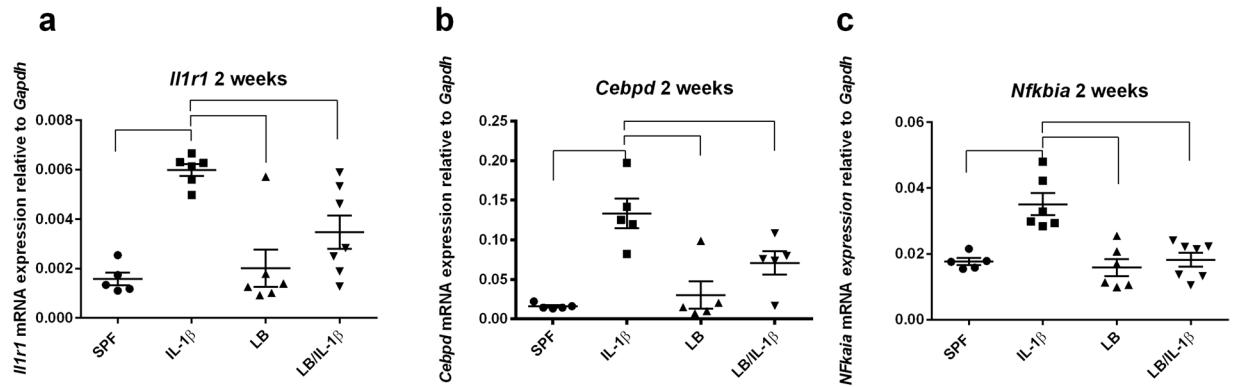 a
Il1r1 2 weeks
Il1r1 mRNA expression relative to Gapdh
0.008
0.006
0.004
0.002
0.000
SPF
IL-1β
LB
LB/IL-1β
b
Cebpd 2 weeks
Cebpd mRNA expression relative to Gapdh
0.25
0.20
0.15
0.10
0.05
0.00
SPF
IL-1β
LB
LB/IL-1β
c
Nfkbia 2 weeks
NFkaia mRNA expression relative to Gapdh
0.06
0.04
0.02
0.00
SPF
IL-1β
LB
LB/IL-1β